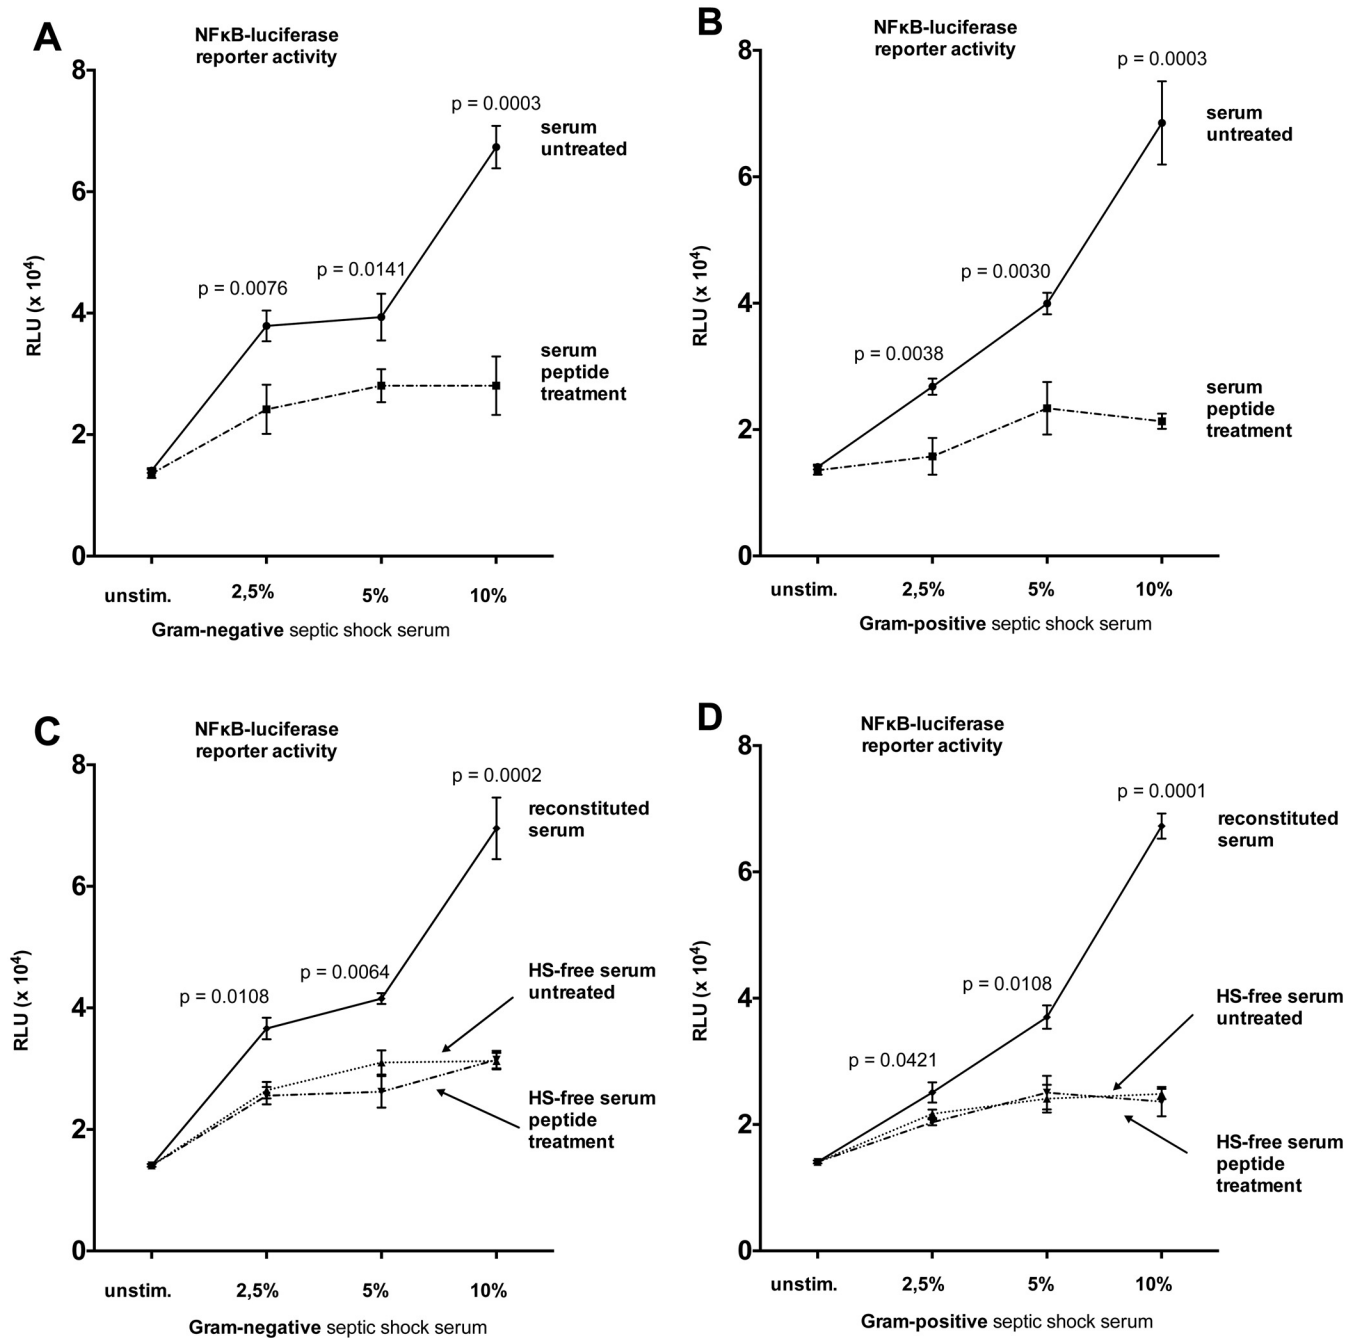 A
NFκB-luciferase
reporter activity
8
6
4
2
0
RLU (x 10⁴)
p = 0.0076
p = 0.0141
p = 0.0003
serum
untreated
serum
peptide
treatment
unstim.
2,5%
5%
10%
Gram-negative septic shock serum
B
NFκB-luciferase
reporter activity
8
6
4
2
0
RLU (x 10⁴)
p = 0.0038
p = 0.0030
p = 0.0003
serum
untreated
serum
peptide
treatment
unstim.
2,5%
5%
10%
Gram-positive septic shock serum
C
NFκB-luciferase
reporter activity
8
6
4
2
0
RLU (x 10⁴)
p = 0.0108
p = 0.0064
p = 0.0002
reconstituted
serum
HS-free serum
untreated
HS-free serum
peptide
treatment
unstim.
2,5%
5%
10%
Gram-negative septic shock serum
D
NFκB-luciferase
reporter activity
8
6
4
2
0
RLU (x 10⁴)
p = 0.0421
p = 0.0108
p = 0.0001
reconstituted
serum
HS-free serum
untreated
HS-free serum
peptide
treatment
unstim.
2,5%
5%
10%
Gram-positive septic shock serum